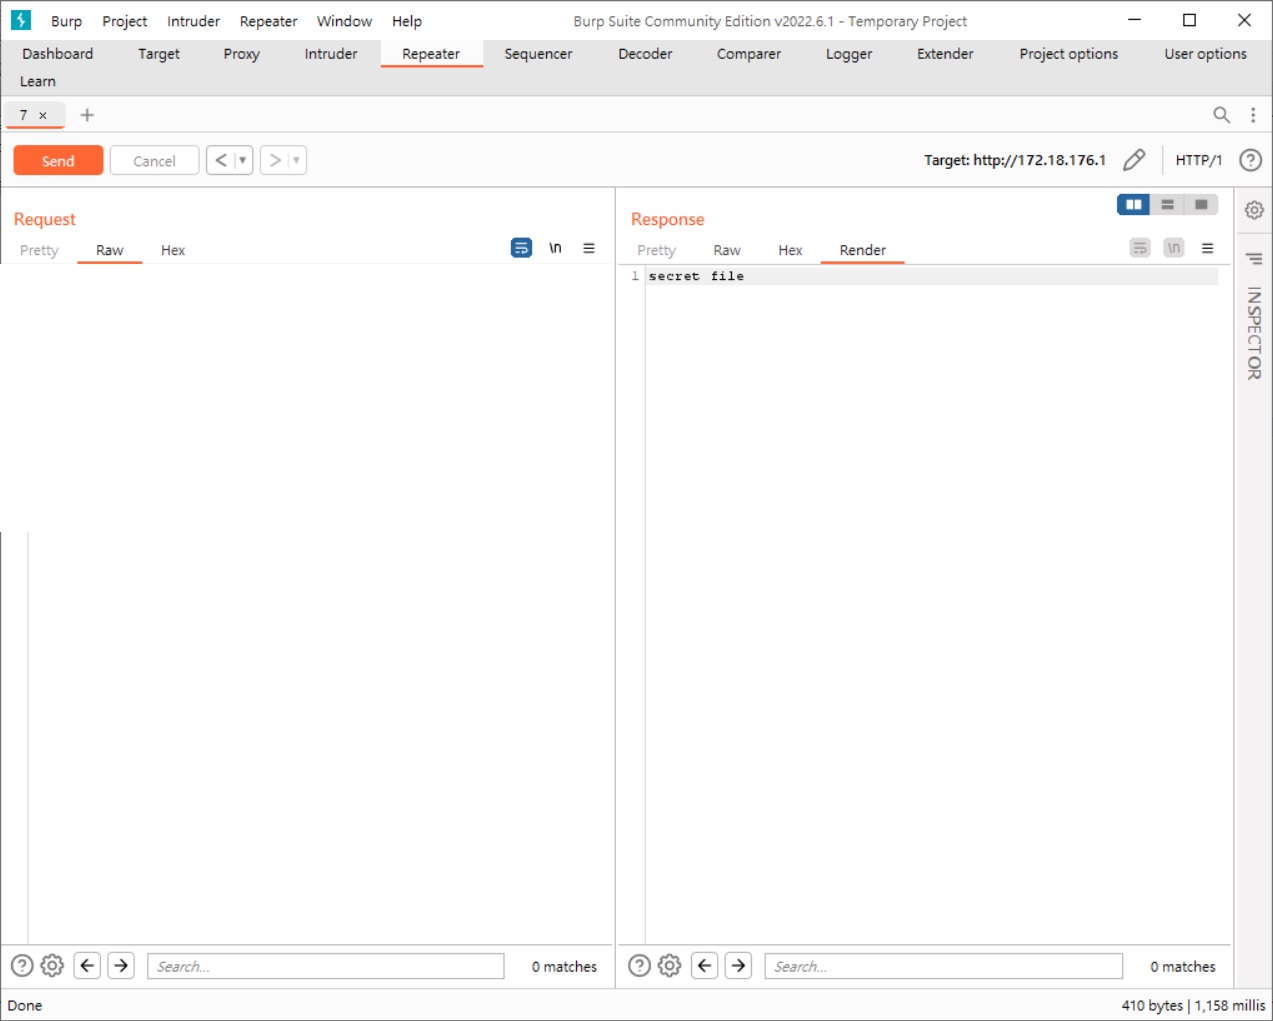 Burp Project Intruder Repeater Window Help Burp Suite Community Edition v2022.6.1 - Temporary Project
Dashboard Target Proxy Intruder Repeater Sequencer Decoder Comparer Logger Extender Project options User options
Learn
7 ×
Send Cancel < > Target: http://172.18.176.1 HTTP/1 ?
Request
Pretty Raw Hex \n
Response
Pretty Raw Hex Render \n
1 secret file
INSPECTOR
? Search... 0 matches
? Search... 0 matches
Done 410 bytes | 1,158 millis